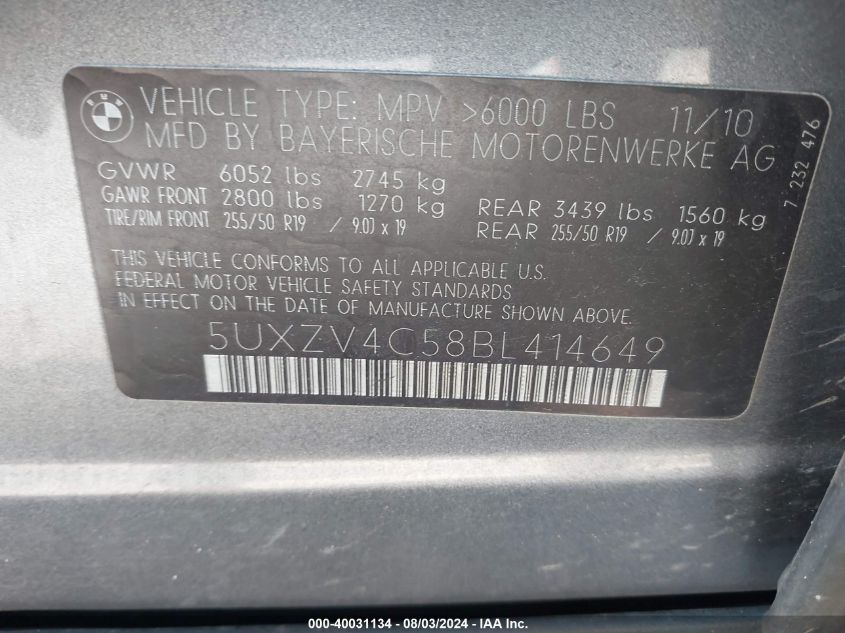 VEHICLE TYPE: MPV >6000 LBS 11/10
MFD BY BAYERISCHE MOTORENWERKE AG
GVWR 6052 lbs 2745 kg
GAWR FRONT 2800 lbs 1270 kg REAR 3439 lbs 1560 kg
TIRE/RIM FRONT 255/50 R19 / 9.0J x 19 REAR 255/50 R19 / 9.0J x 19
THIS VEHICLE CONFORMS TO ALL APPLICABLE U.S.
FEDERAL MOTOR VEHICLE SAFETY STANDARDS
IN EFFECT ON THE DATE OF MANUFACTURE SHOWN ABOVE.
5UXZV4C58BL414649
7 232 476
000-40031134 - 08/03/2024 - IAA Inc.